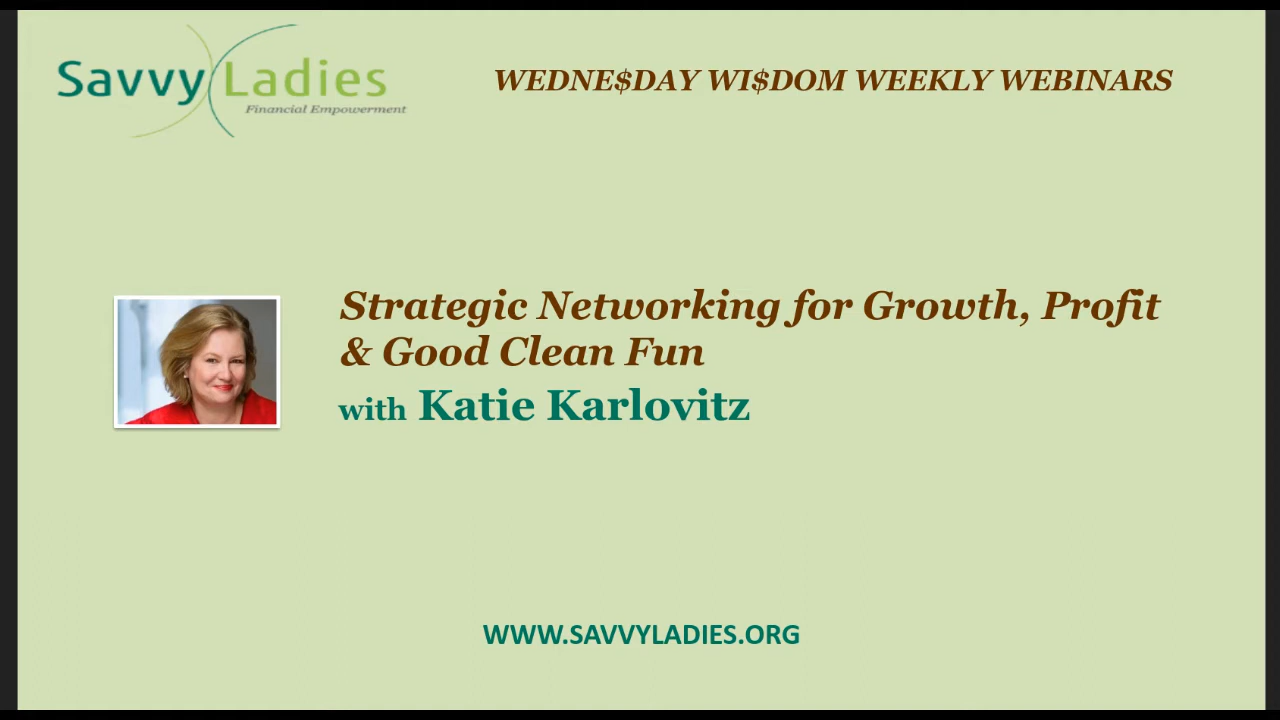 Savvy Ladies
Financial Empowerment
WEDNE$DAY WI$DOM WEEKLY WEBINARS
Strategic Networking for Growth, Profit
& Good Clean Fun
with Katie Karlovitz
WWW.SAVVYLADIES.ORG